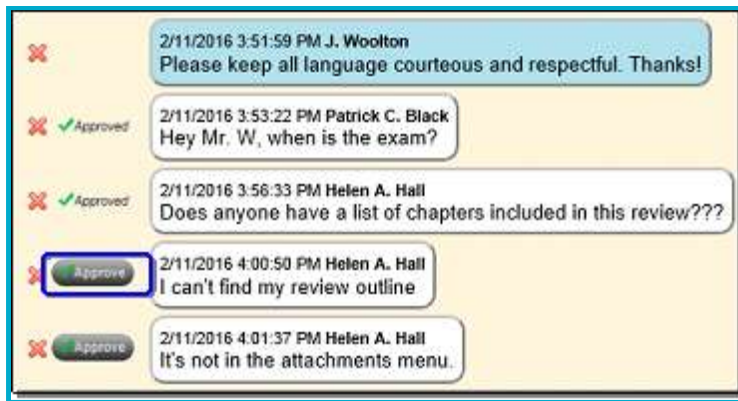 2/11/2016 3:51:59 PM J. Woolton
Please keep all language courteous and respectful. Thanks!
Approved
2/11/2016 3:53:22 PM Patrick C. Black
Hey Mr. W, when is the exam?
Approved
2/11/2016 3:56:33 PM Helen A. Hall
Does anyone have a list of chapters included in this review???
Approve
2/11/2016 4:00:50 PM Helen A. Hall
I can't find my review outline
Approve
2/11/2016 4:01:37 PM Helen A. Hall
It's not in the attachments menu.